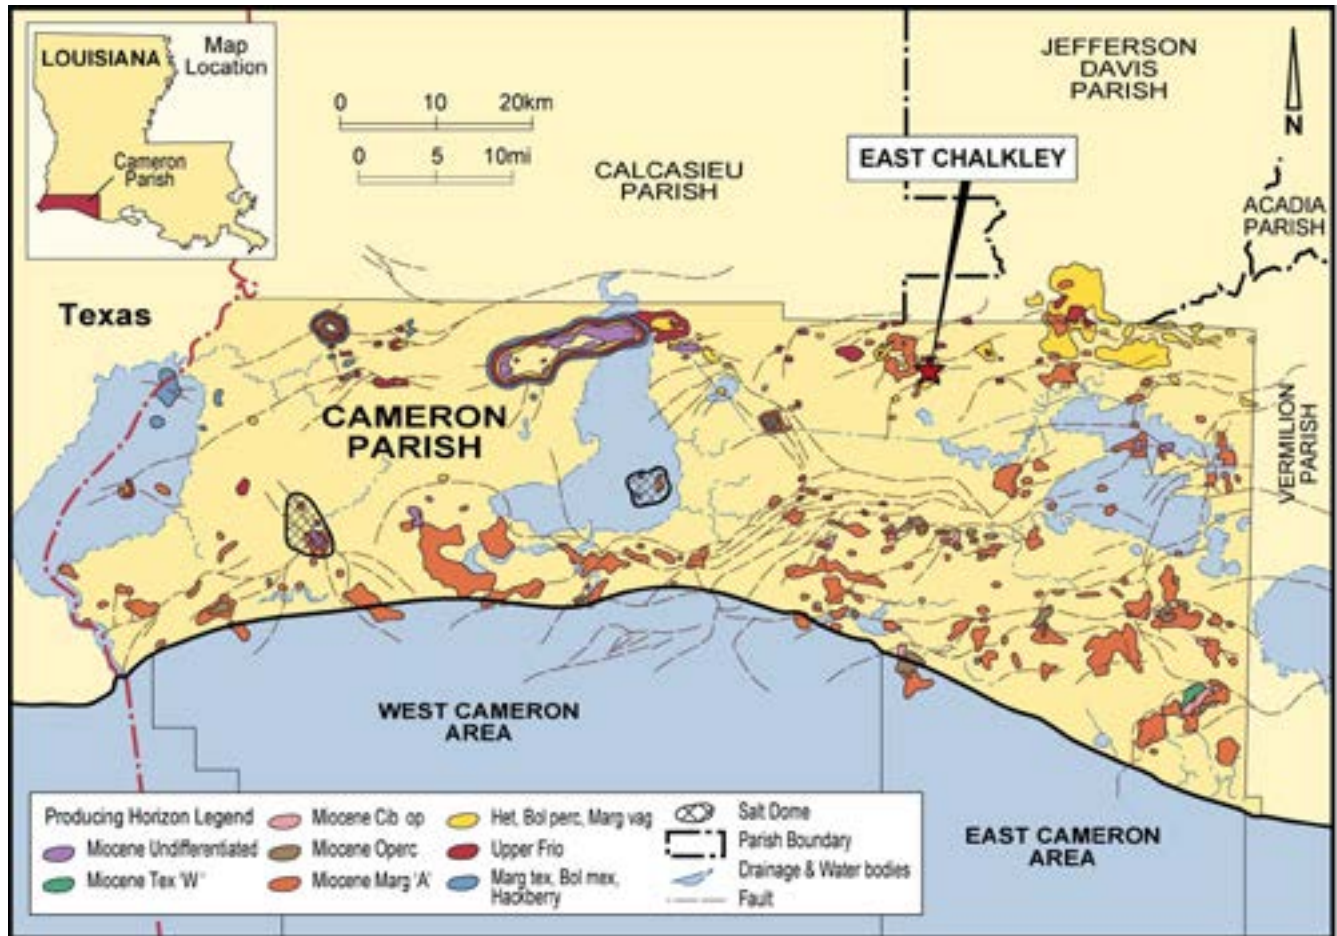 LOUISIANA
Map
Location
Cameron
Parish
0 10 20km
0 5 10mi
CALCASIEU
PARISH
JEFFERSON
DAVIS
PARISH
N
EAST CHALKLEY
ACADIA
PARISH
Texas
CAMERON
PARISH
VERMILION
PARISH
WEST CAMERON
AREA
EAST CAMERON
AREA
Producing Horizon Legend
Miocene Undifferentiated
Miocene Tex 'W'
Miocene Cib op
Miocene Operc
Miocene Marg 'A'
Het, Bol perc, Marg vag
Upper Frio
Marg tex, Bol mex,
Hackberry
Salt Dome
Parish Boundary
Drainage & Water bodies
Fault